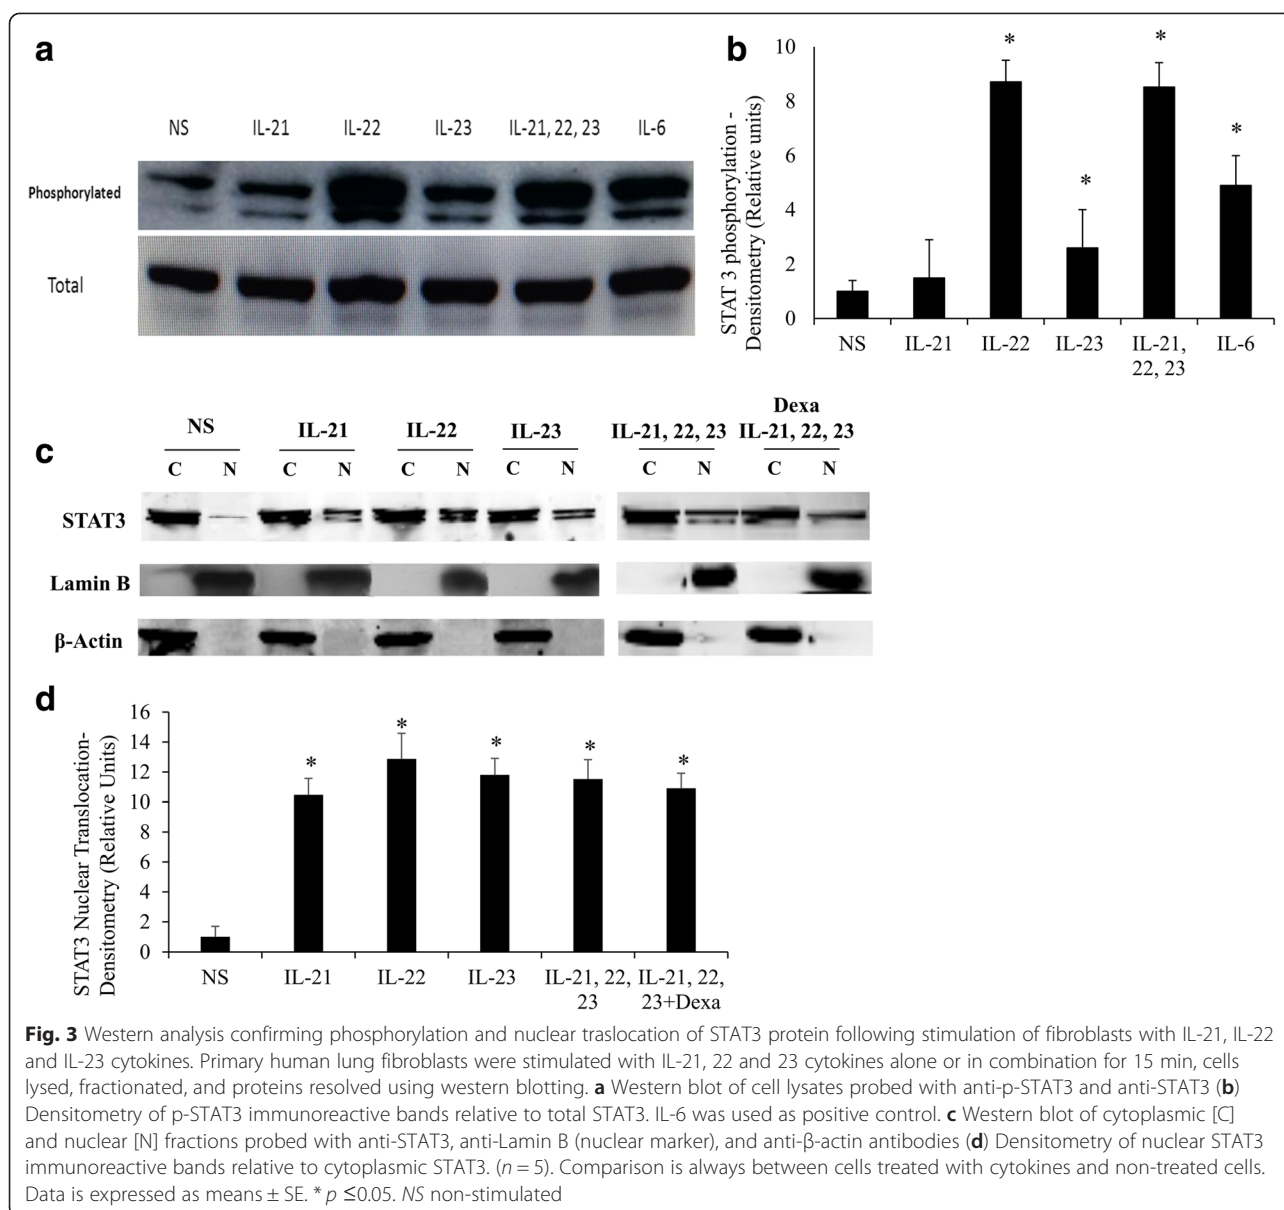 a
NS IL-21 IL-22 IL-23 IL-21, 22, 23 IL-6
Phosphorylated
Total
b
STAT 3 phosphorylation -
Densitometry (Relative units)
10
8
6
4
2
0
* * * *
NS IL-21 IL-22 IL-23 IL-21, IL-6
22, 23
c
Dexa
NS IL-21 IL-22 IL-23 IL-21, 22, 23 IL-21, 22, 23
C N C N C N C N C N C N
STAT3
Lamin B
β-Actin
d
STAT3 Nuclear Translocation-
Densitometry (Relative Units)
16
14
12
10
8
6
4
2
0
* * * * *
NS IL-21 IL-22 IL-23 IL-21, 22, IL-21, 22,
23 23+Dexa
Fig. 3 Western analysis confirming phosphorylation and nuclear traslocation of STAT3 protein following stimulation of fibroblasts with IL-21, IL-22
and IL-23 cytokines. Primary human lung fibroblasts were stimulated with IL-21, 22 and 23 cytokines alone or in combination for 15 min, cells
lysed, fractionated, and proteins resolved using western blotting. a Western blot of cell lysates probed with anti-p-STAT3 and anti-STAT3 (b)
Densitometry of p-STAT3 immunoreactive bands relative to total STAT3. IL-6 was used as positive control. c Western blot of cytoplasmic [C]
and nuclear [N] fractions probed with anti-STAT3, anti-Lamin B (nuclear marker), and anti-β-actin antibodies (d) Densitometry of nuclear STAT3
immunoreactive bands relative to cytoplasmic STAT3. (n = 5). Comparison is always between cells treated with cytokines and non-treated cells.
Data is expressed as means ± SE. * p ≤0.05. NS non-stimulated